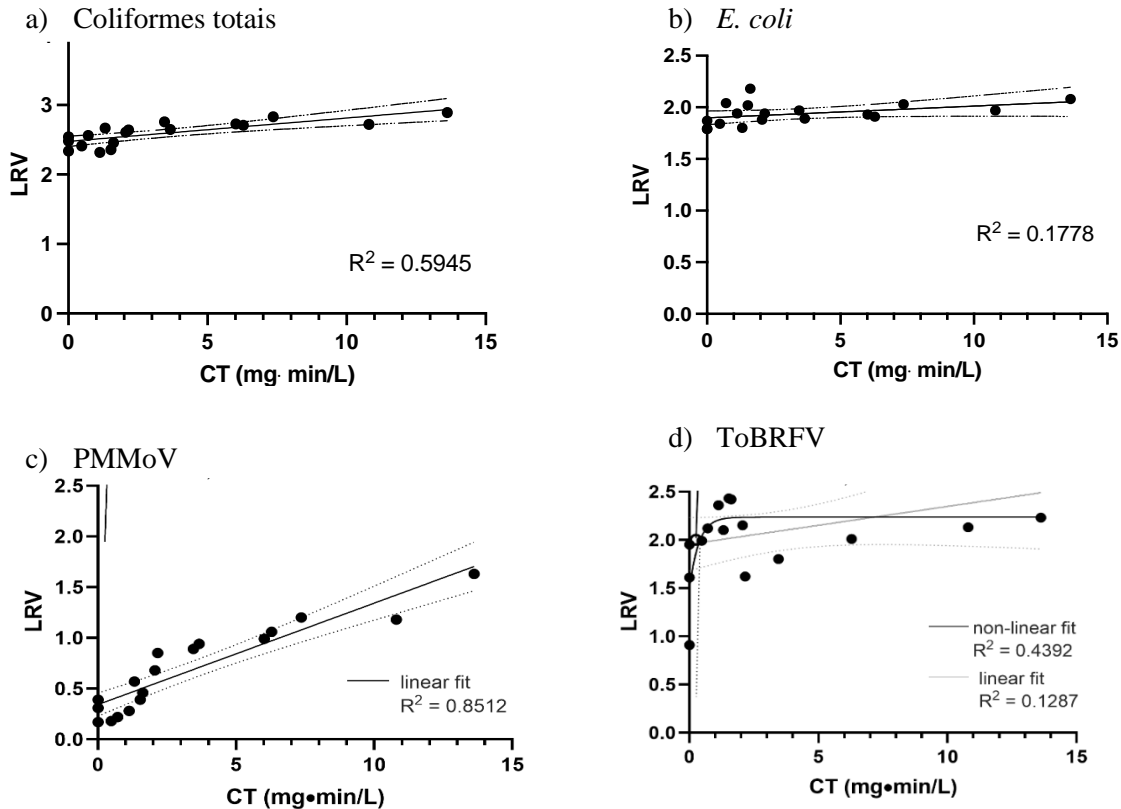 a) Coliformes totais
3
2
1
0
0 5 10 15
LRV
CT (mg· min/L)
R² = 0.5945
b) E. coli
2.5
2.0
1.5
1.0
0.5
0.0
0 5 10 15
LRV
CT (mg· min/L)
R² = 0.1778
c) PMMoV
2.5
2.0
1.5
1.0
0.5
0.0
0 5 10 15
LRV
CT (mg•min/L)
linear fit
R² = 0.8512
d) ToBRFV
2.5
2.0
1.5
1.0
0.5
0.0
0 5 10 15
LRV
CT (mg•min/L)
non-linear fit
R² = 0.4392
linear fit
R² = 0.1287